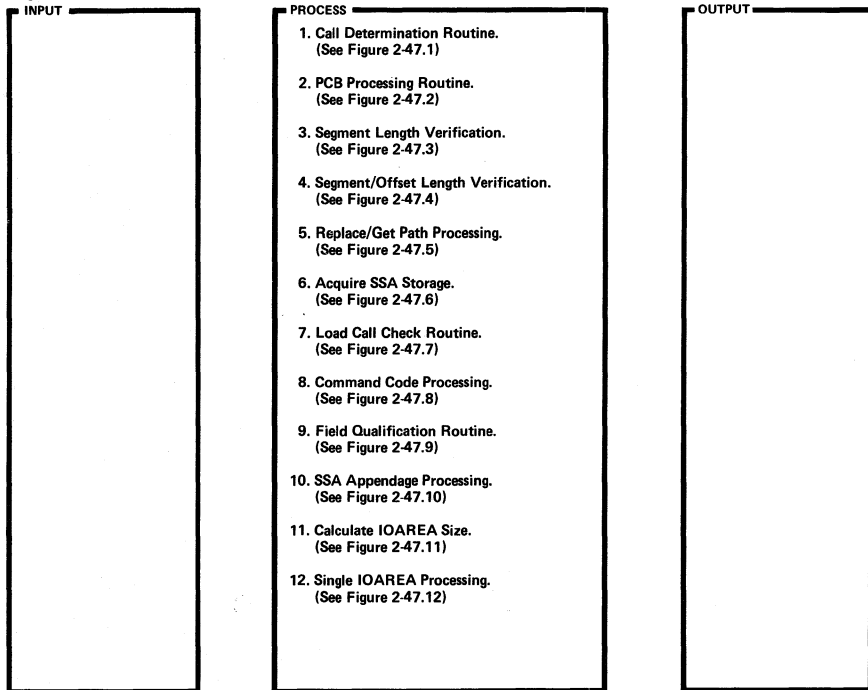 INPUT
PROCESS
OUTPUT
1. Call Determination Routine.
(See Figure 2-47.1)
2. PCB Processing Routine.
(See Figure 2-47.2)
3. Segment Length Verification.
(See Figure 2-47.3)
4. Segment/Offset Length Verification.
(See Figure 2-47.4)
5. Replace/Get Path Processing.
(See Figure 2-47.5)
6. Acquire SSA Storage.
(See Figure 2-47.6)
7. Load Call Check Routine.
(See Figure 2-47.7)
8. Command Code Processing.
(See Figure 2-47.8)
9. Field Qualification Routine.
(See Figure 2-47.9)
10. SSA Appendage Processing.
(See Figure 2-47.10)
11. Calculate IOAREA Size.
(See Figure 2-47.11)
12. Single IOAREA Processing.
(See Figure 2-47.12)